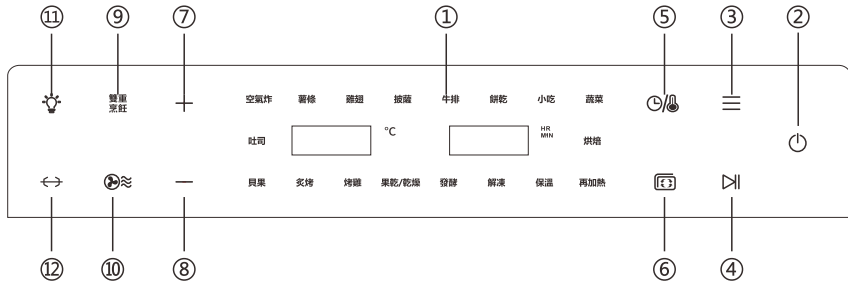 ⑪ ⑨ ⑦ ① ⑤ ③ ②
雙重
烹飪
空氣炸 薯條 雞翅 披薩 牛排 餅乾 小吃 蔬菜
吐司 °C HR
MIN 烘焙
貝果 炙烤 烤雞 果乾/乾燥 發酵 解凍 保溫 再加熱
⑫ ⑩ ⑧ ⑥ ④